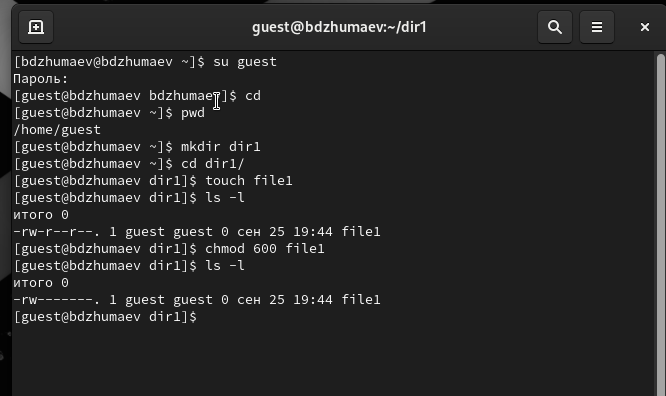 guest@bdzhumaev:~/dir1
[bdzhumaev@bdzhumaev ~]$ su guest
Пароль:
[guest@bdzhumaev bdzhumaev]$ cd
[guest@bdzhumaev ~]$ pwd
/home/guest
[guest@bdzhumaev ~]$ mkdir dir1
[guest@bdzhumaev ~]$ cd dir1/
[guest@bdzhumaev dir1]$ touch file1
[guest@bdzhumaev dir1]$ ls -l
итого 0
-rw-r--r--. 1 guest guest 0 сен 25 19:44 file1
[guest@bdzhumaev dir1]$ chmod 600 file1
[guest@bdzhumaev dir1]$ ls -l
итого 0
-rw-------. 1 guest guest 0 сен 25 19:44 file1
[guest@bdzhumaev dir1]$